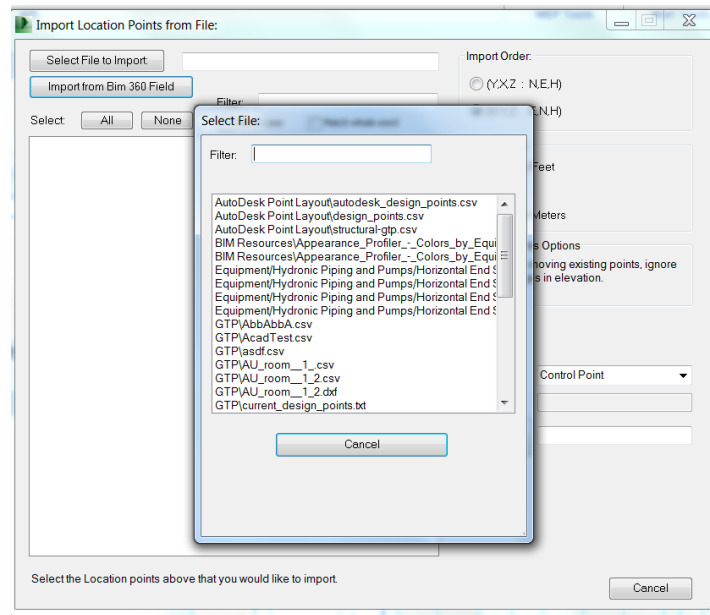 Import Location Points from File:
Select File to Import
Import Order:
(Y,X,Z : N,E,H)
Import from Bim 360 Field
Filter:
N,H)
Select: All None
Select File:
Filter:
Feet
Meters
AutoDesk Point Layout\autodesk_design_points.csv
AutoDesk Point Layout\design_points.csv
AutoDesk Point Layout\structural-gtp.csv
BIM Resources\Appearance_Profiler_-_Colors_by_Equi
BIM Resources\Appearance_Profiler_-_Colors_by_Equi
Equipment/Hydronic Piping and Pumps/Horizontal End S
Equipment/Hydronic Piping and Pumps/Horizontal End S
Equipment/Hydronic Piping and Pumps/Horizontal End S
Equipment/Hydronic Piping and Pumps/Horizontal End S
GTP\AbbAbbA.csv
GTP\AcadTest.csv
GTP\asdf.csv
GTP\AU_room__1_.csv
GTP\AU_room__1_2.csv
GTP\AU_room__1_2.dxf
GTP\current_design_points.txt
s Options
oving existing points, ignore
s in elevation.
Control Point
Cancel
Select the Location points above that you would like to import.
Cancel